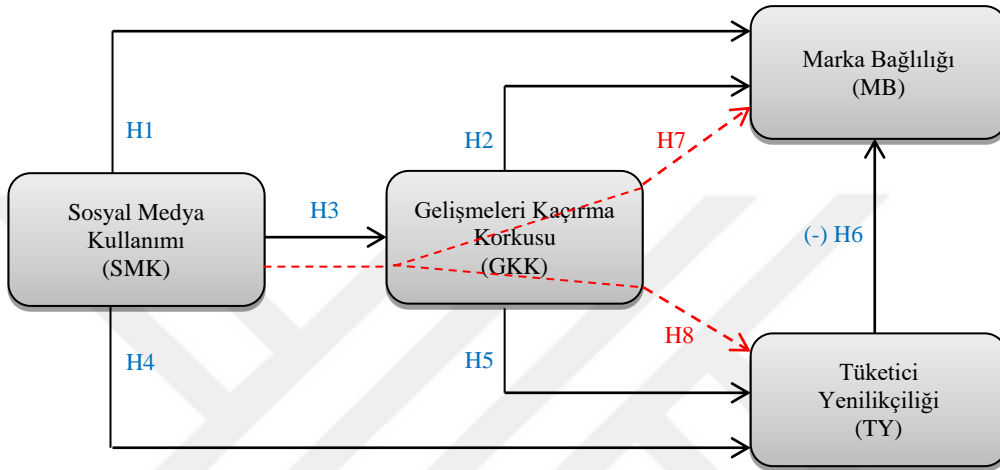 Marka Bağlılığı
(MB)
H1
H2
H7
Sosyal Medya
Kullanımı
(SMK)
H3
Gelişmeleri Kaçırma
Korkusu
(GKK)
(-) H6
H4
H5
H8
Tüketici
Yenilikçiliği
(TY)